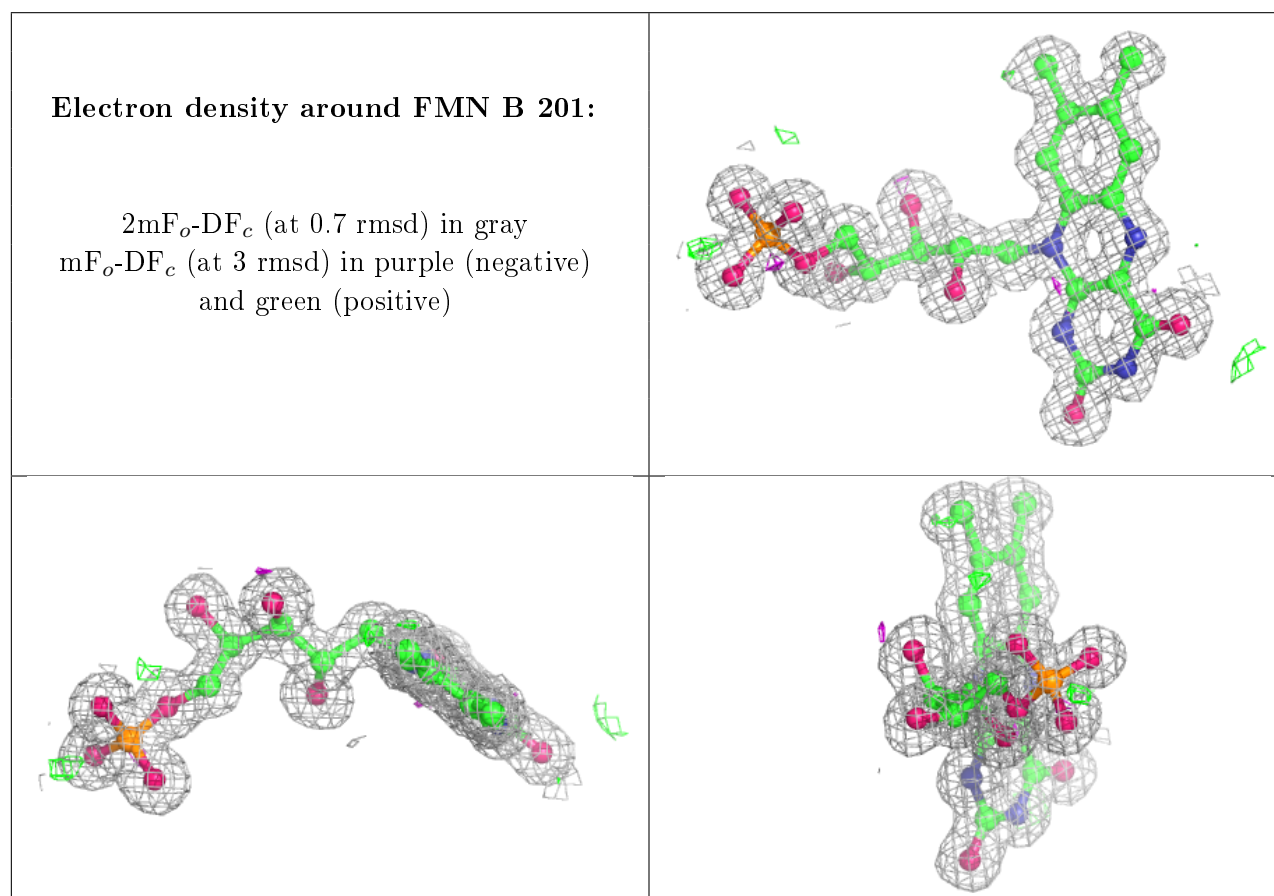 Electron density around FMN B 201:
2mFo-DFc (at 0.7 rmsd) in gray
mFo-DFc (at 3 rmsd) in purple (negative)
and green (positive)